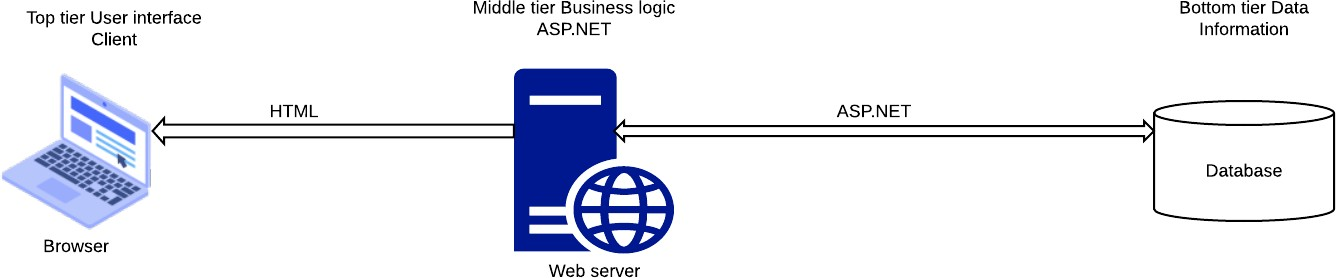 Top tier User interface
Client
Middle tier Business logic
ASP.NET
Bottom tier Data
Information
HTML
ASP.NET
Database
Browser
Web server